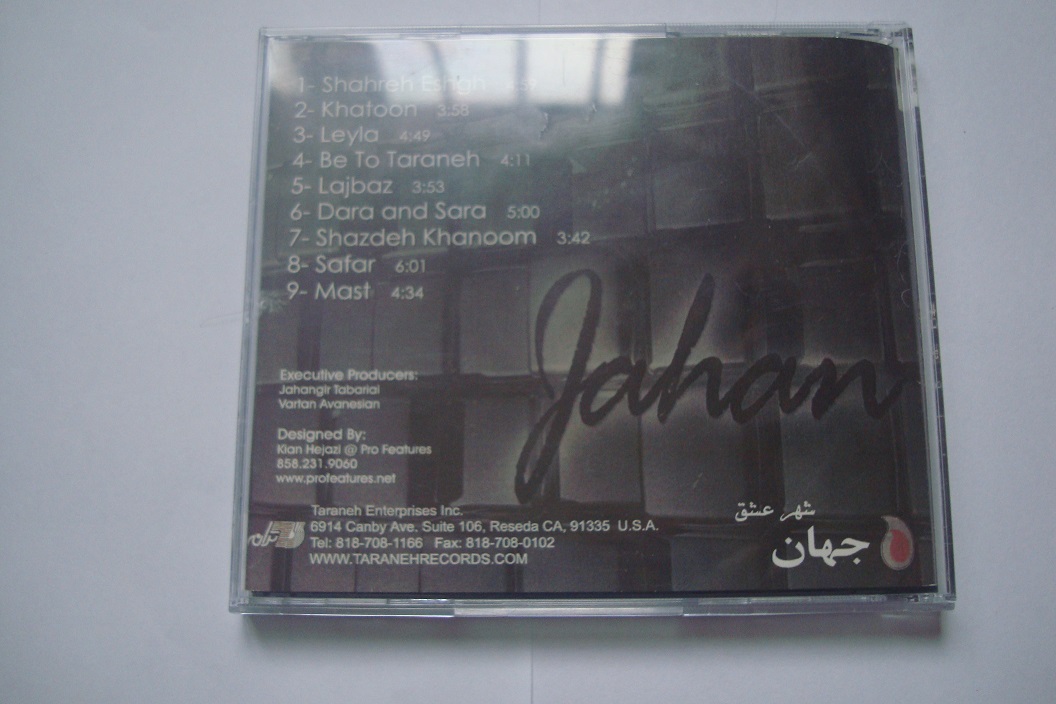 1- Shahreh Eshgh
2- Khatoon 3:58
3- Leyla 4:49
4- Be To Taraneh 4:11
5- Lajbaz 3:53
6- Dara and Sara 5:00
7- Shazdeh Khanoom 3:42
8- Safar 6:01
9- Mast 4:34
Jahan
Executive Producers:
Jahangir Tabariai
Vartan Avanesian
Designed By:
Kian Hejazi @ Pro Features
858.231.9060
www.profeatures.net
Taraneh Enterprises Inc.
6914 Canby Ave. Suite 106, Reseda CA, 91335 U.S.A.
Tel: 818-708-1166 Fax: 818-708-0102
WWW.TARANEHRECORDS.COM
شهر عشق
جهان